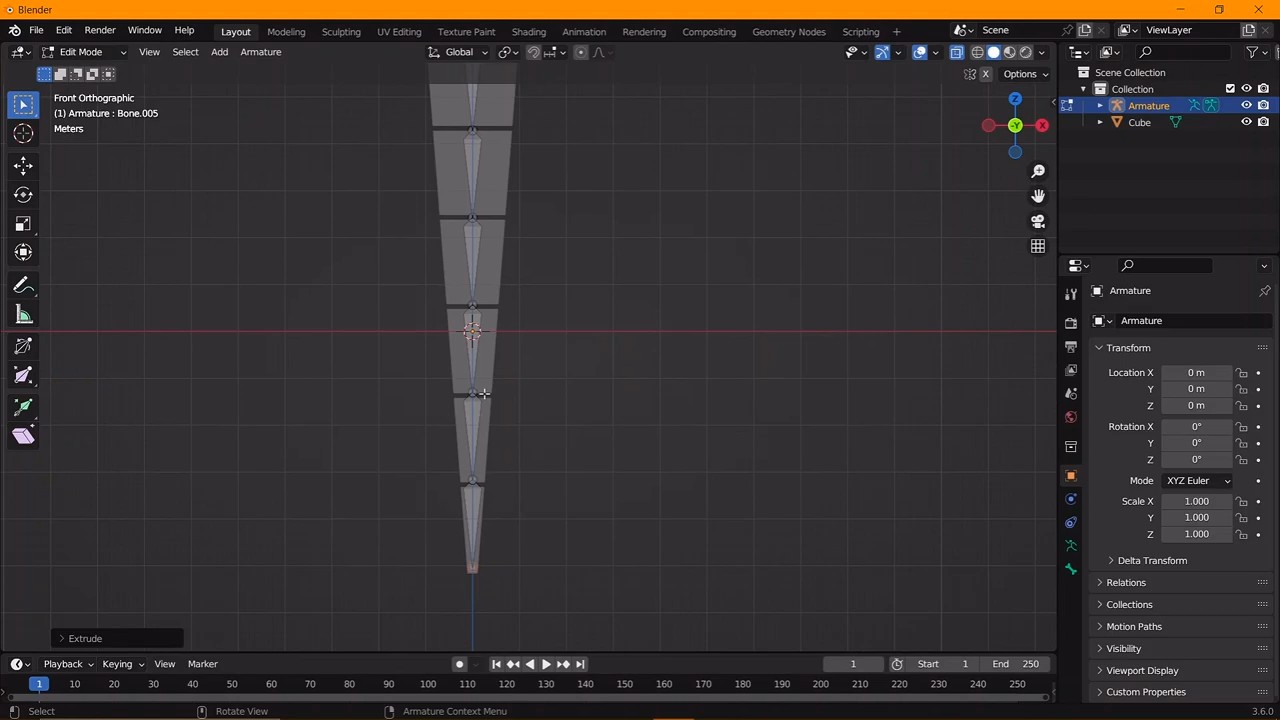 Blender
File Edit Render Window Help Layout Modeling Sculpting UV Editing Texture Paint Shading Animation Rendering Compositing Geometry Nodes Scripting + Scene ViewLayer
Edit Mode View Select Add Armature Global
X Options
Front Orthographic
(1) Armature : Bone.005
Meters
Z
-Y
X
Scene Collection
Collection
Armature
Cube
Armature
Armature
Transform
Location X 0 m
Y 0 m
Z 0 m
Rotation X 0°
Y 0°
Z 0°
Mode XYZ Euler
Scale X 1.000
Y 1.000
Z 1.000
Delta Transform
Relations
Collections
Motion Paths
Visibility
Viewport Display
Custom Properties
Extrude
Playback Keying View Marker 1 Start 1 End 250
1 10 20 30 40 50 60 70 80 90 100 110 120 130 140 150 160 170 180 190 200 210 220 230 240 250
Select Rotate View Armature Context Menu 3.6.0